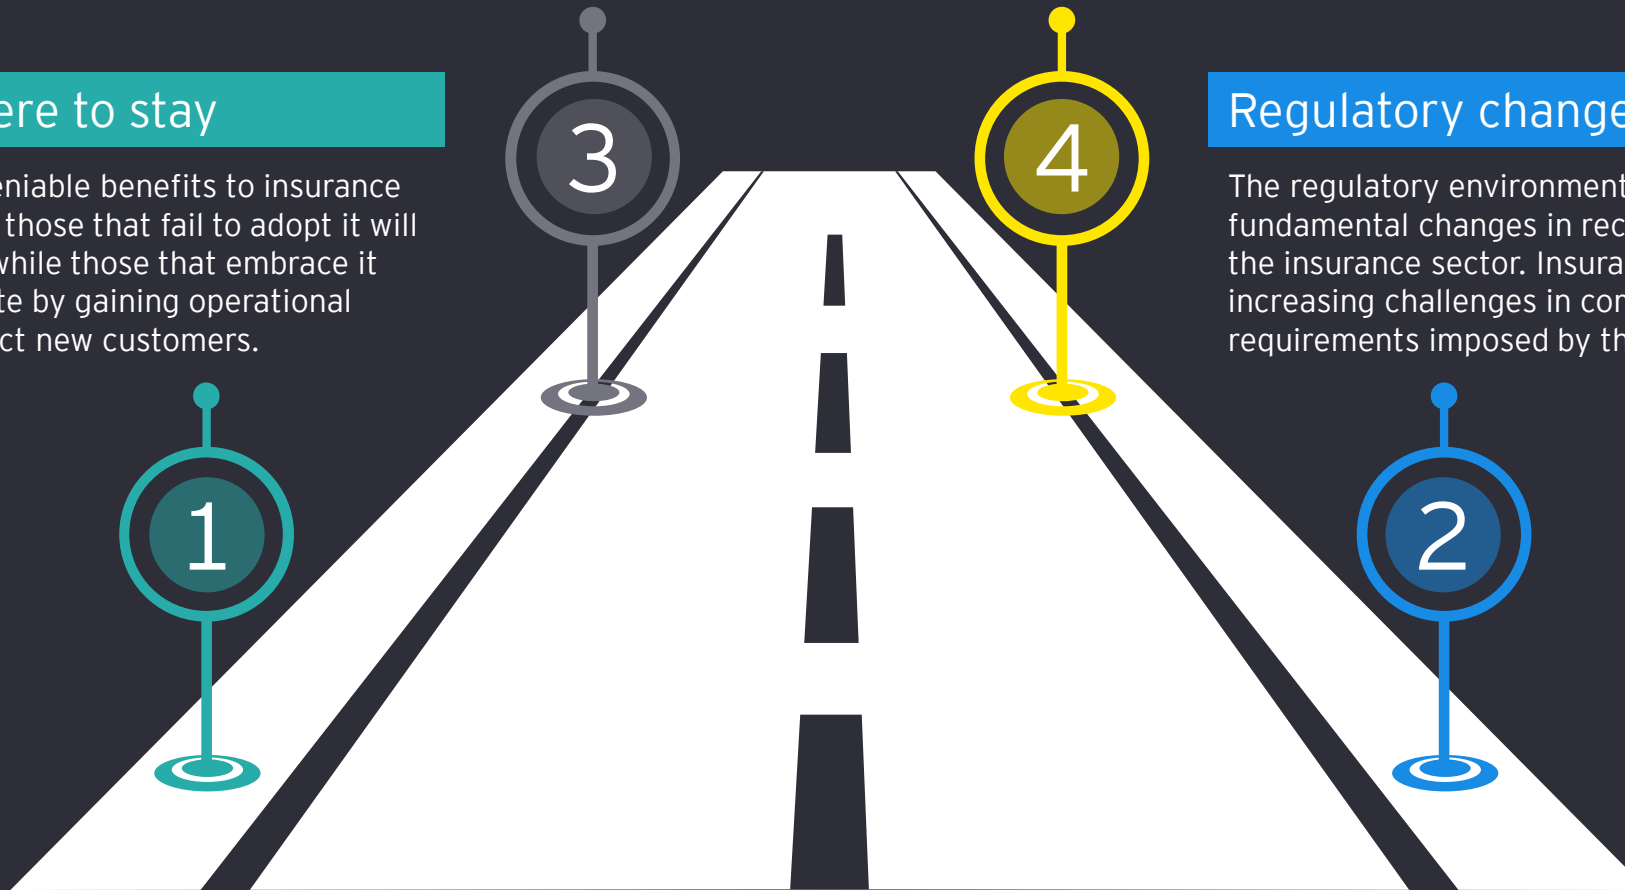 ere to stay
eniable benefits to insurance
those that fail to adopt it will
while those that embrace it
te by gaining operational
ct new customers.
3
4
Regulatory change
The regulatory environment
fundamental changes in rec
the insurance sector. Insura
increasing challenges in con
requirements imposed by th
1
2